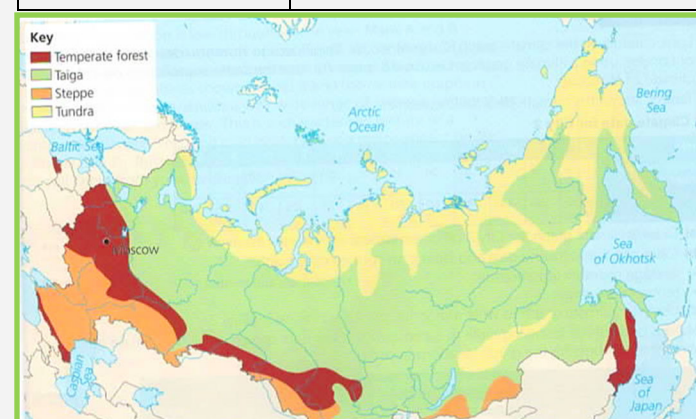 Key
Temperate forest
Taiga
Steppe
Tundra
Arctic
Ocean
Bering
Sea
Baltic Sea
Moscow
Sea
of Okhotsk
Caspian
Sea
Sea
of
Japan